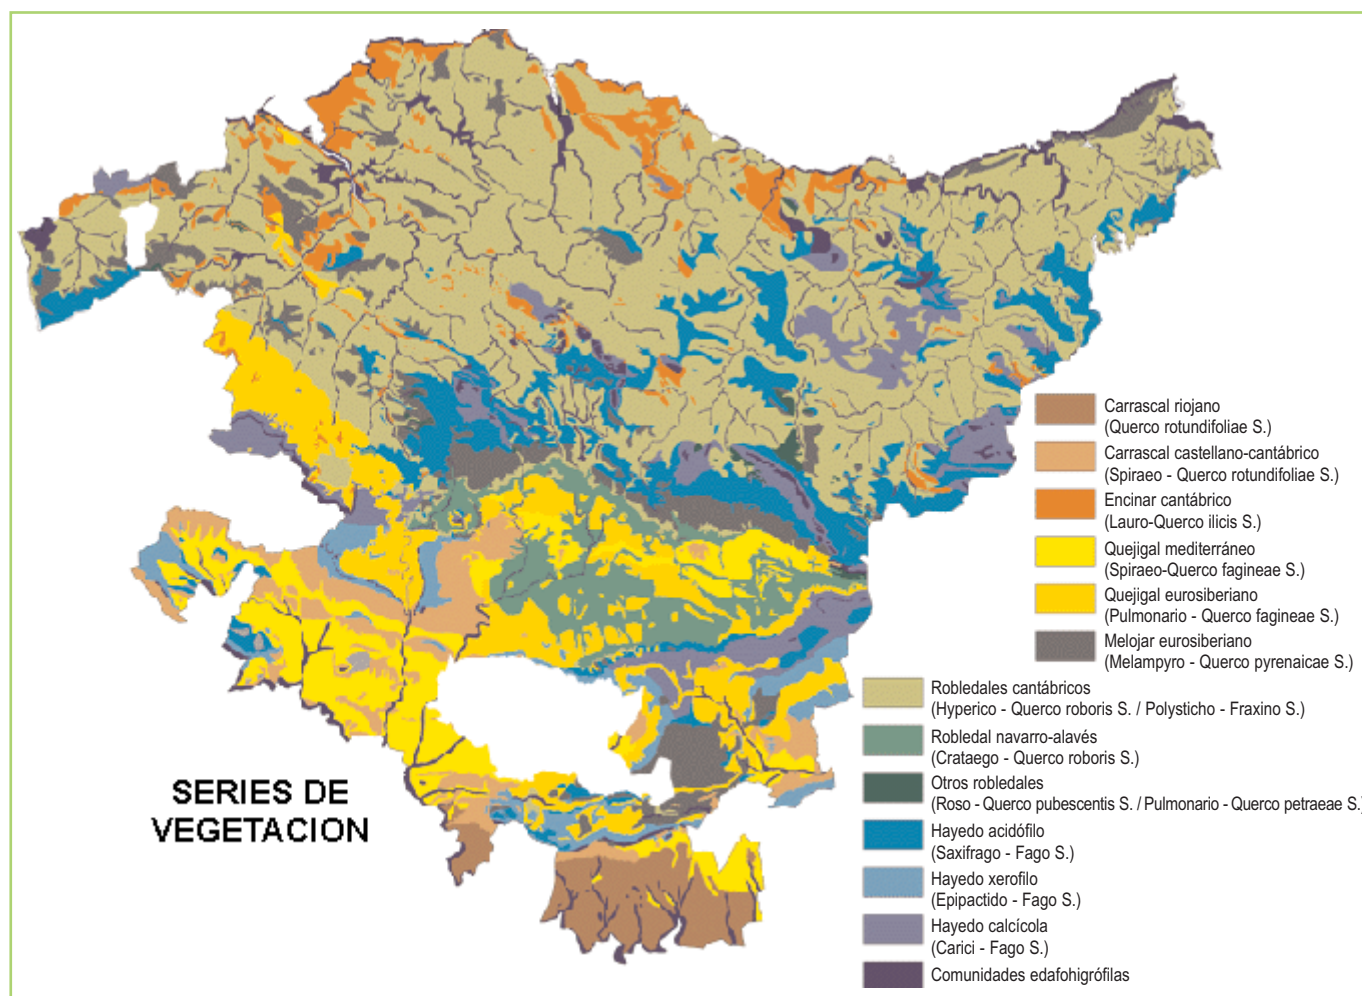 SERIES DE
VEGETACION
Carrascal riojano
(Querco rotundifoliae S.)
Carrascal castellano-cantábrico
(Spiraeo - Querco rotundifoliae S.)
Encinar cantábrico
(Lauro-Querco ilicis S.)
Quejigal mediterráneo
(Spiraeo-Querco fagineae S.)
Quejigal eurosiberiano
(Pulmonario - Querco fagineae S.)
Melojar eurosiberiano
(Melampyro - Querco pyrenaicae S.)
Robledales cantábricos
(Hyperico - Querco roboris S. / Polysticho - Fraxino S.)
Robledal navarro-alavés
(Crataego - Querco roboris S.)
Otros robledales
(Roso - Querco pubescentis S. / Pulmonario - Querco petraeae S.)
Hayedo acidófilo
(Saxifrago - Fago S.)
Hayedo xerofilo
(Epipactido - Fago S.)
Hayedo calcícola
(Carici - Fago S.)
Comunidades edafohigrófilas